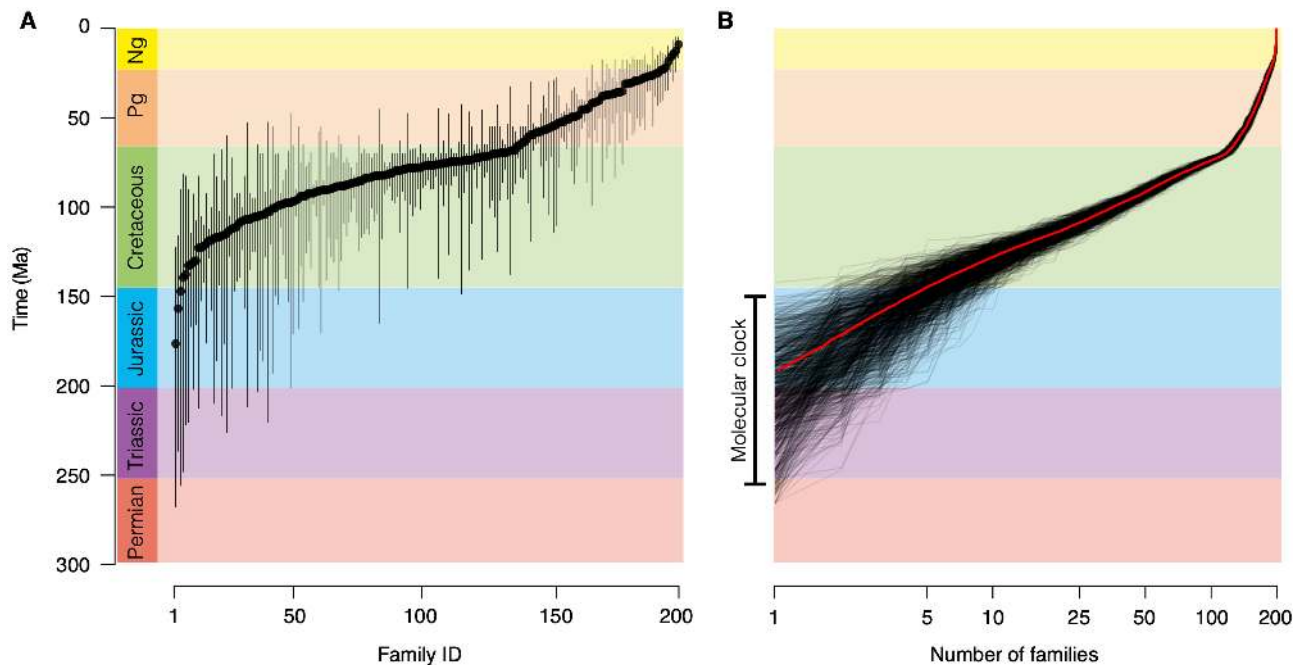 A
B
0
50
100
150
200
250
300
Time (Ma)
Ng
Pg
Cretaceous
Jurassic
Triassic
Permian
Molecular clock
1
50
100
150
200
Family ID
1
5
10
25
50
100
200
Number of families